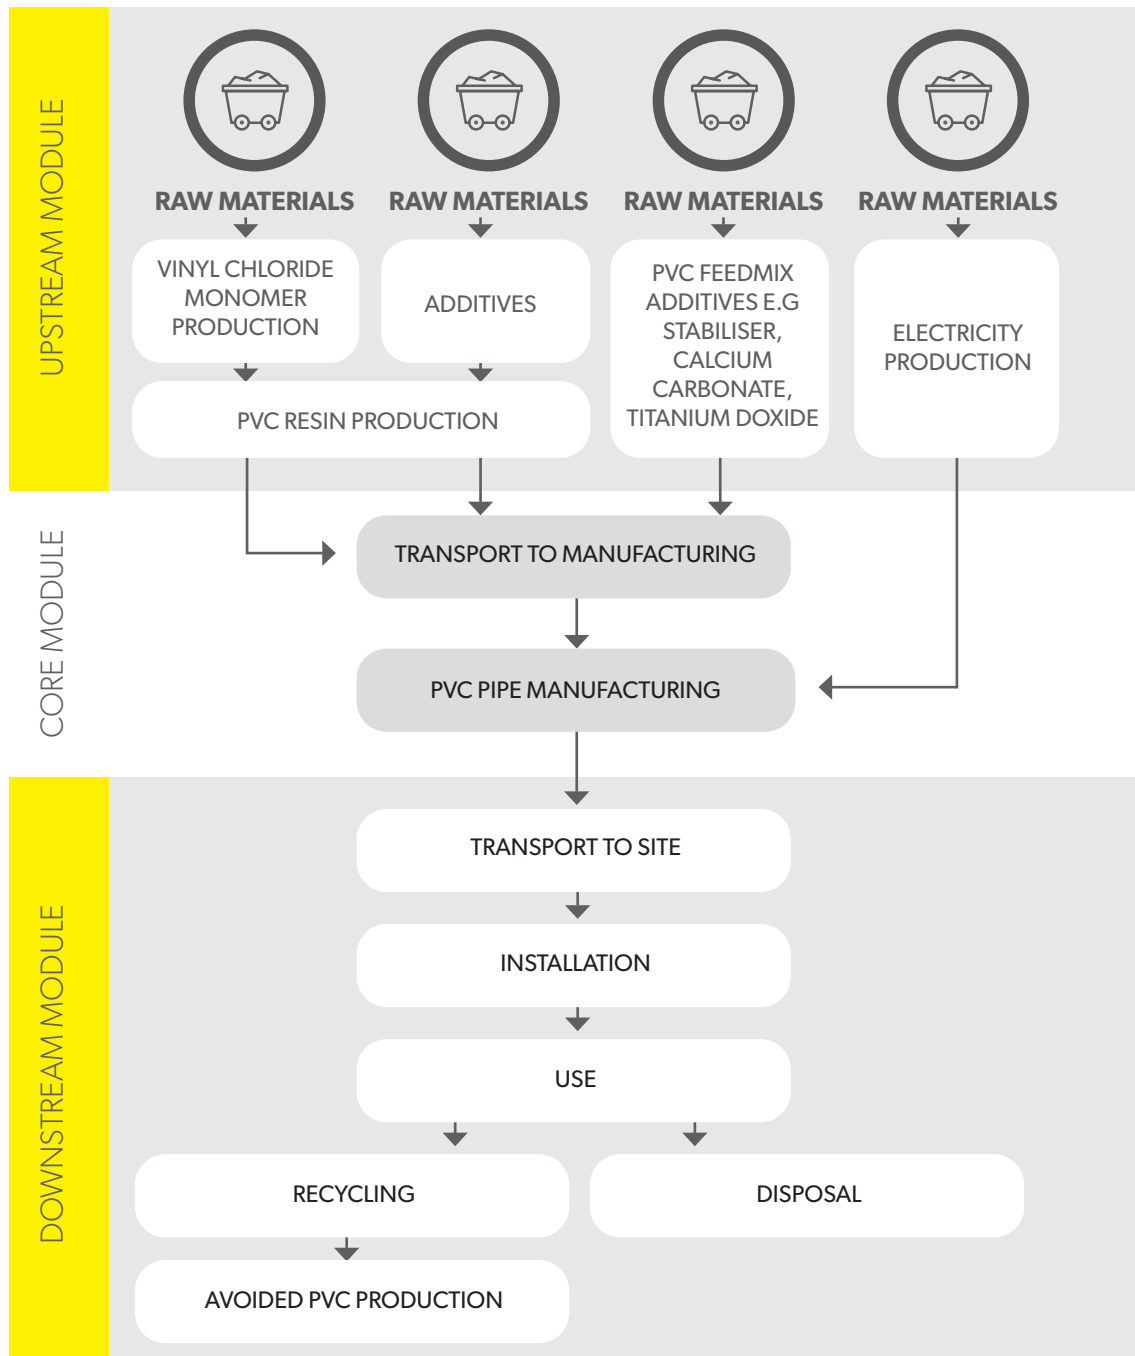 UPSTREAM MODULE
RAW MATERIALS
RAW MATERIALS
RAW MATERIALS
RAW MATERIALS
VINYL CHLORIDE
MONOMER
PRODUCTION
ADDITIVES
PVC FEEDMIX
ADDITIVES E.G
STABILISER,
CALCIUM
CARBONATE,
TITANIUM DOXIDE
ELECTRICITY
PRODUCTION
PVC RESIN PRODUCTION
CORE MODULE
TRANSPORT TO MANUFACTURING
PVC PIPE MANUFACTURING
DOWNSTREAM MODULE
TRANSPORT TO SITE
INSTALLATION
USE
RECYCLING
DISPOSAL
AVOIDED PVC PRODUCTION